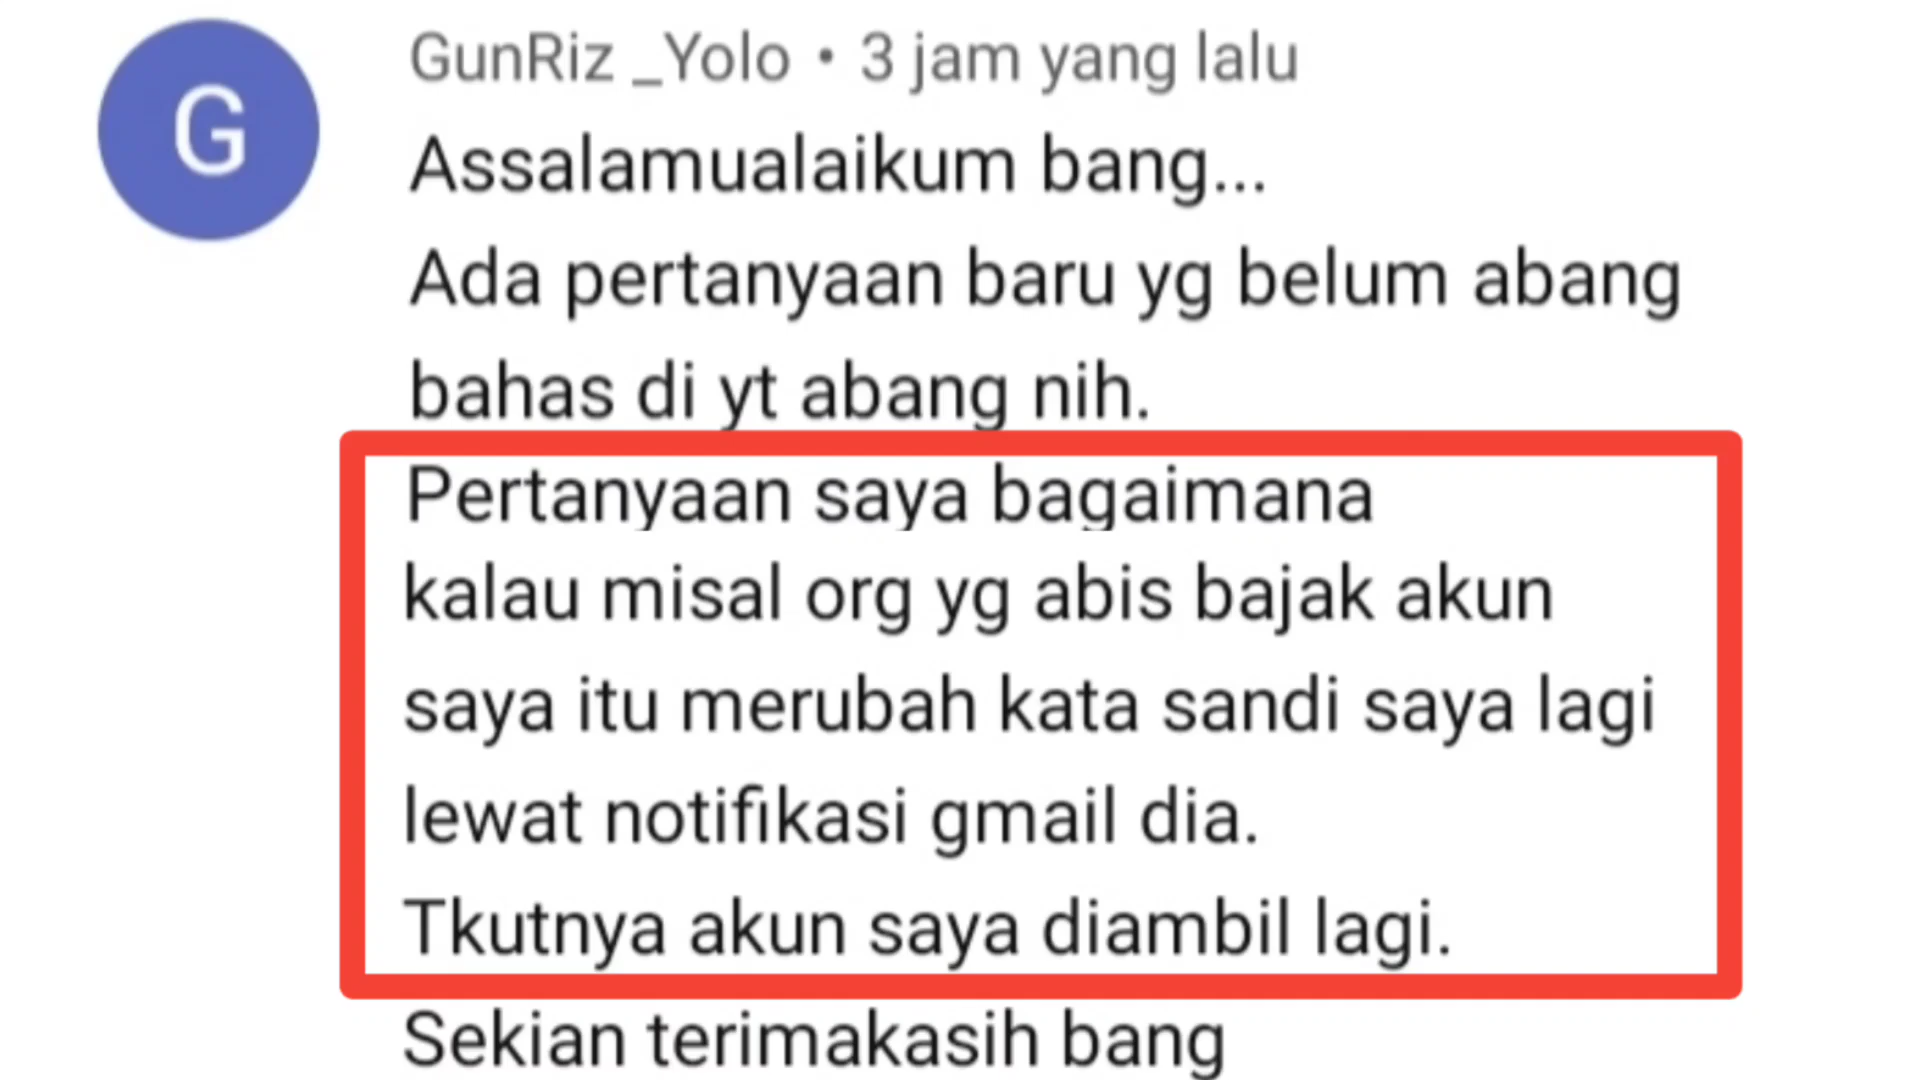 G
GunRiz _Yolo • 3 jam yang lalu
Assalamualaikum bang...
Ada pertanyaan baru yg belum abang
bahas di yt abang nih.
Pertanyaan saya bagaimana
kalau misal org yg abis bajak akun
saya itu merubah kata sandi saya lagi
lewat notifikasi gmail dia.
Tkutnya akun saya diambil lagi.
Sekian terimakasih bang